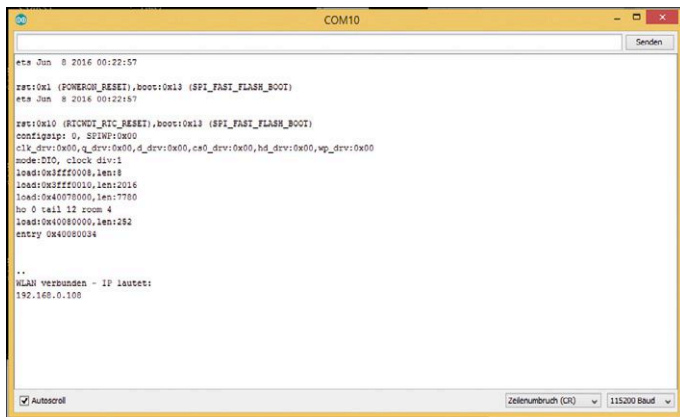 COM10
Senden
ets Jun  8 2016 00:22:57
rst:0x1 (POWERON_RESET),boot:0x13 (SPI_FAST_FLASH_BOOT)
ets Jun  8 2016 00:22:57
rst:0x10 (RTCWDT_RTC_RESET),boot:0x13 (SPI_FAST_FLASH_BOOT)
configsip: 0, SPIWP:0x00
clk_drv:0x00,q_drv:0x00,d_drv:0x00,cs0_drv:0x00,hd_drv:0x00,wp_drv:0x00
mode:DIO, clock div:1
load:0x3fff0008,len:8
load:0x3fff0010,len:2016
load:0x40078000,len:7780
ho 0 tail 12 room 4
load:0x40080000,len:252
entry 0x40080034
..
WLAN verbunden - IP lautet:
192.168.0.108
Autoscroll
Zeilenumbruch (CR)
115200 Baud